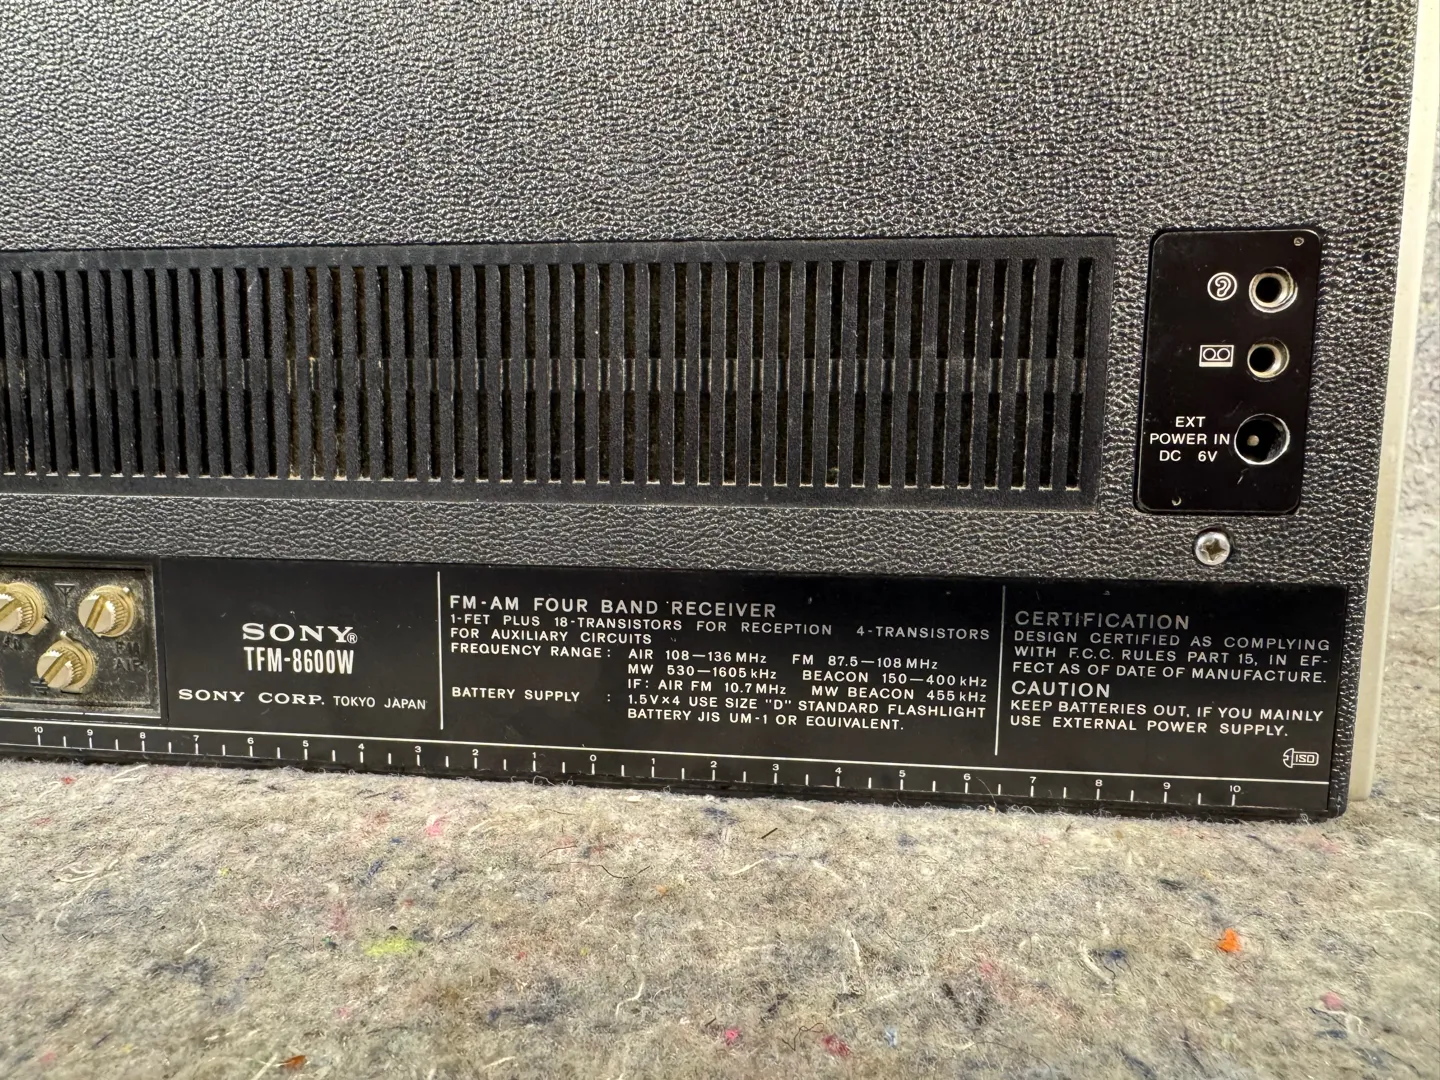 EXT
POWER IN
DC 6V
FM
AIR
SONY®
TFM-8600W
SONY CORP. TOKYO JAPAN
FM-AM FOUR BAND RECEIVER
1-FET PLUS 18-TRANSISTORS FOR RECEPTION 4-TRANSISTORS
FOR AUXILIARY CIRCUITS
FREQUENCY RANGE: AIR 108—136 MHz FM 87.5—108 MHz
MW 530—1605 kHz BEACON 150—400 kHz
IF: AIR FM 10.7 MHz MW BEACON 455 kHz
BATTERY SUPPLY : 1.5V×4 USE SIZE "D" STANDARD FLASHLIGHT
BATTERY JIS UM-1 OR EQUIVALENT.
CERTIFICATION
DESIGN CERTIFIED AS COMPLYING
WITH F.C.C. RULES PART 15, IN EF-
FECT AS OF DATE OF MANUFACTURE.
CAUTION
KEEP BATTERIES OUT, IF YOU MAINLY
USE EXTERNAL POWER SUPPLY.
ISO
10 9 8 7 6 5 4 3 2 1 0 1 2 3 4 5 6 7 8 9 10